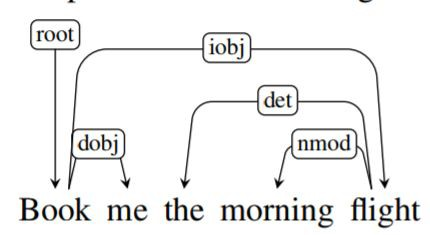 root
iobj
det
dobj
nmod
Book me the morning flight